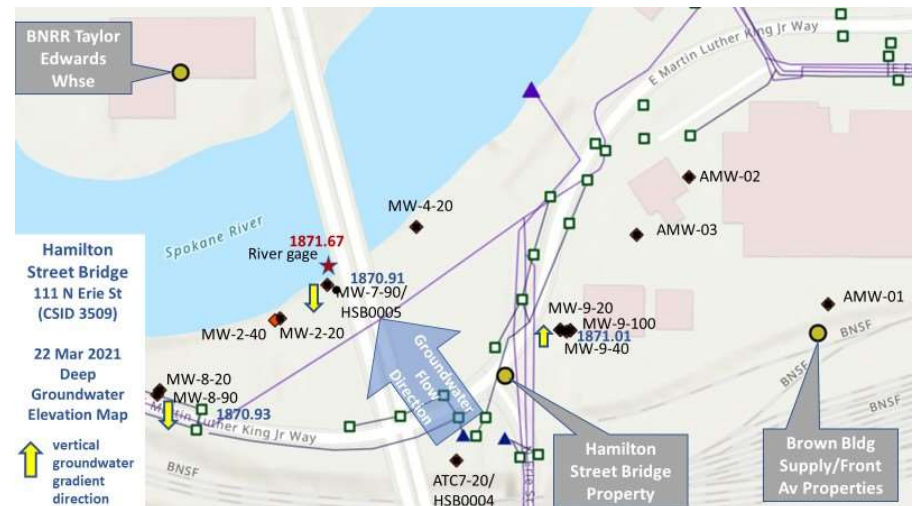 BNRR Taylor
Edwards
Whse
E Martin Luther King Jr Way
AMW-02
MW-4-20
AMW-03
Spokane River
Hamilton
Street Bridge
111 N Erie St
(CSID 3509)
22 Mar 2021
Deep
Groundwater
Elevation Map
vertical
groundwater
gradient
direction
1871.67
River gage
1870.91
MW-7-90/
HSB0005
MW-2-40
MW-2-20
MW-9-20
MW-9-100
1871.01
MW-9-40
AMW-01
BNSF
BNSF
BNSF
BNSF
MW-8-20
MW-8-90
1870.93
Martin Luther King Jr Way
BNSF
Groundwater
Flow
Direction
ATC7-20/
HSB0004
Hamilton
Street Bridge
Property
Brown Bldg
Supply/Front
Av Properties